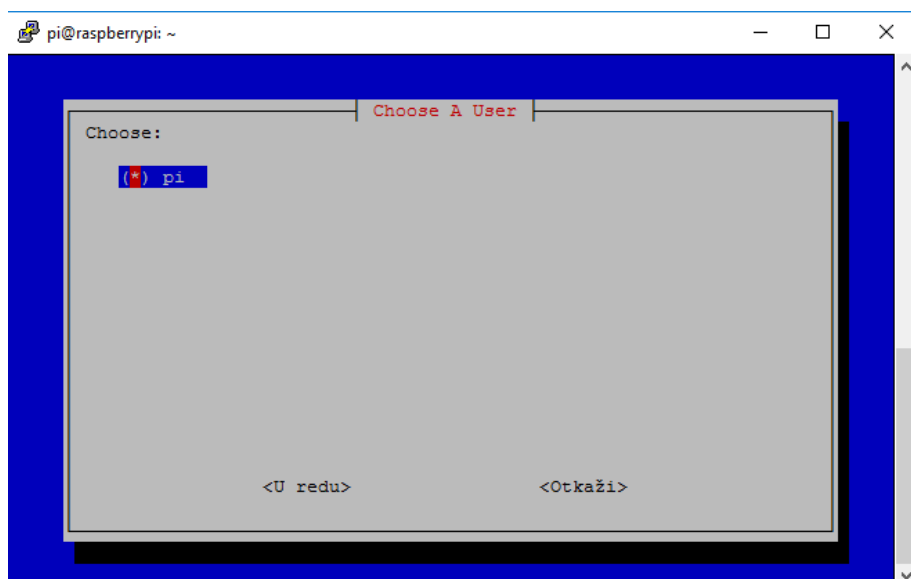 pi@raspberrypi: ~
Choose A User
Choose:
(*) pi
<U redu> <Otkaži>